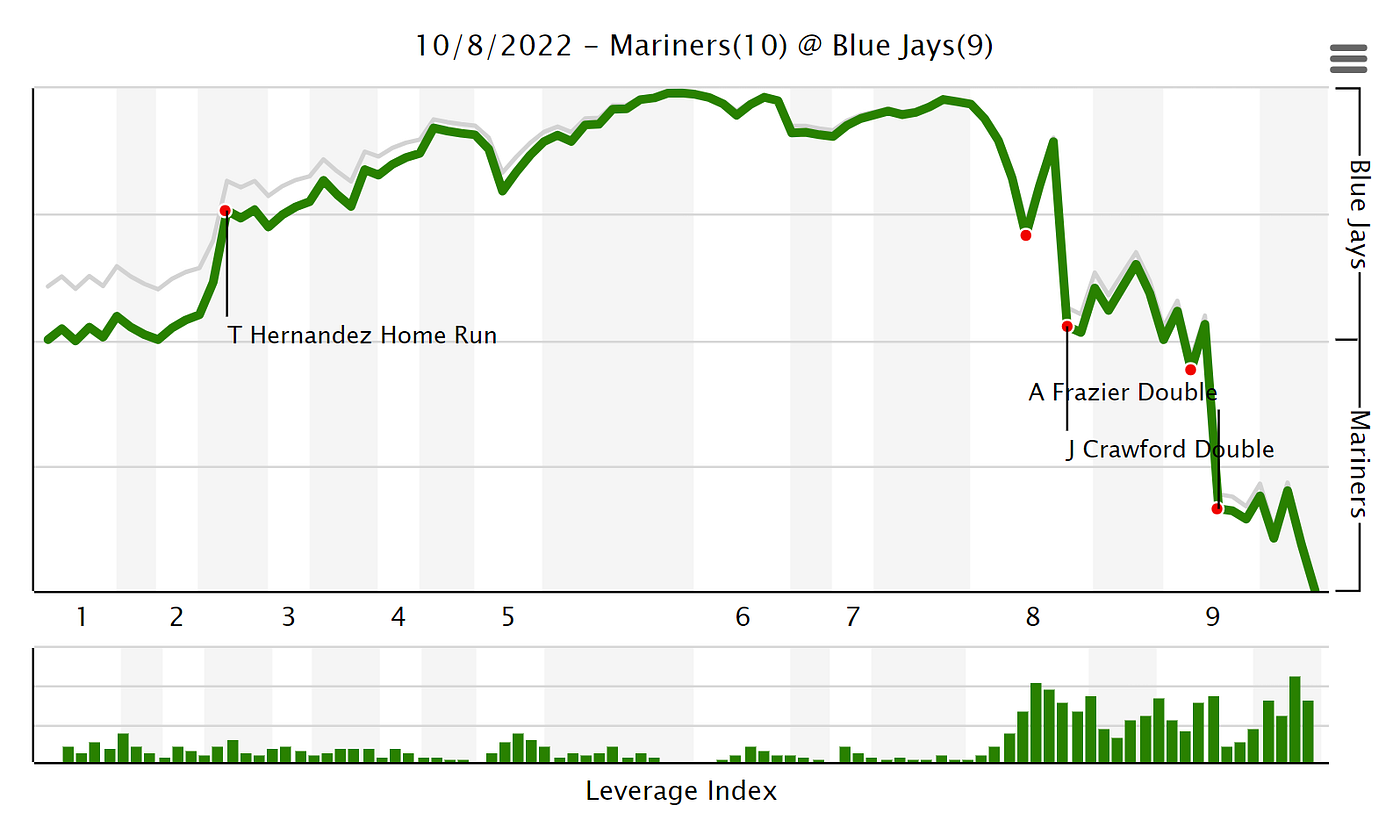 10/8/2022 – Mariners(10) @ Blue Jays(9)
Blue Jays
Mariners
T Hernandez Home Run
A Frazier Double
J Crawford Double
1 2 3 4 5 6 7 8 9
Leverage Index